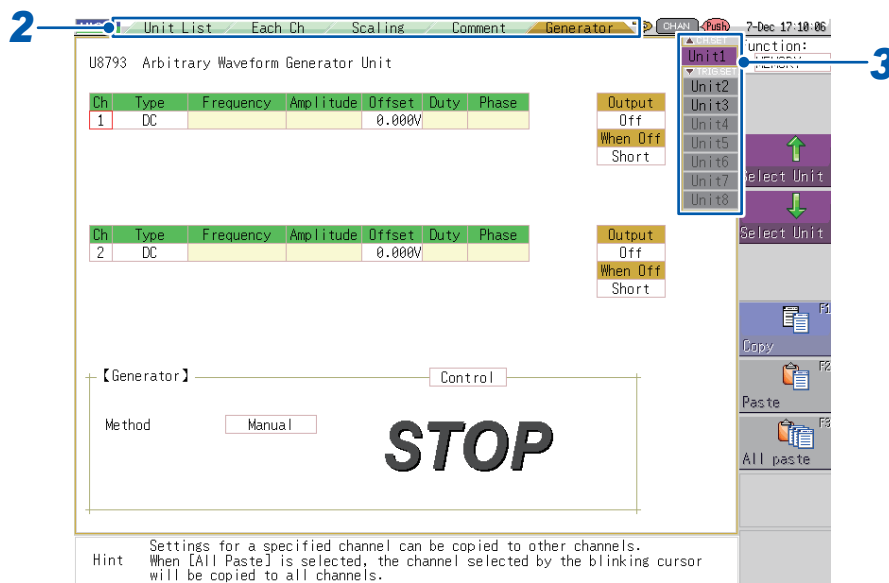 2
Unit List Each Ch Scaling Comment Generator CHAN Push 7-Dec 17:10:06
▲ CH.SET
Unit1
▼ TRIG.SET
Unit2
Unit3
Unit4
Unit5
Unit6
Unit7
Unit8
3
U8793 Arbitrary Waveform Generator Unit
Ch Type Frequency Amplitude Offset Duty Phase
1 DC 0.000V
Output
Off
When Off
Short
Select Unit
Select Unit
Ch Type Frequency Amplitude Offset Duty Phase
2 DC 0.000V
Output
Off
When Off
Short
F1
Copy
F2
Paste
F3
All paste
【Generator】 Control
Method Manual
STOP
Hint Settings for a specified channel can be copied to other channels.
When [All Paste] is selected, the channel selected by the blinking cursor
will be copied to all channels.